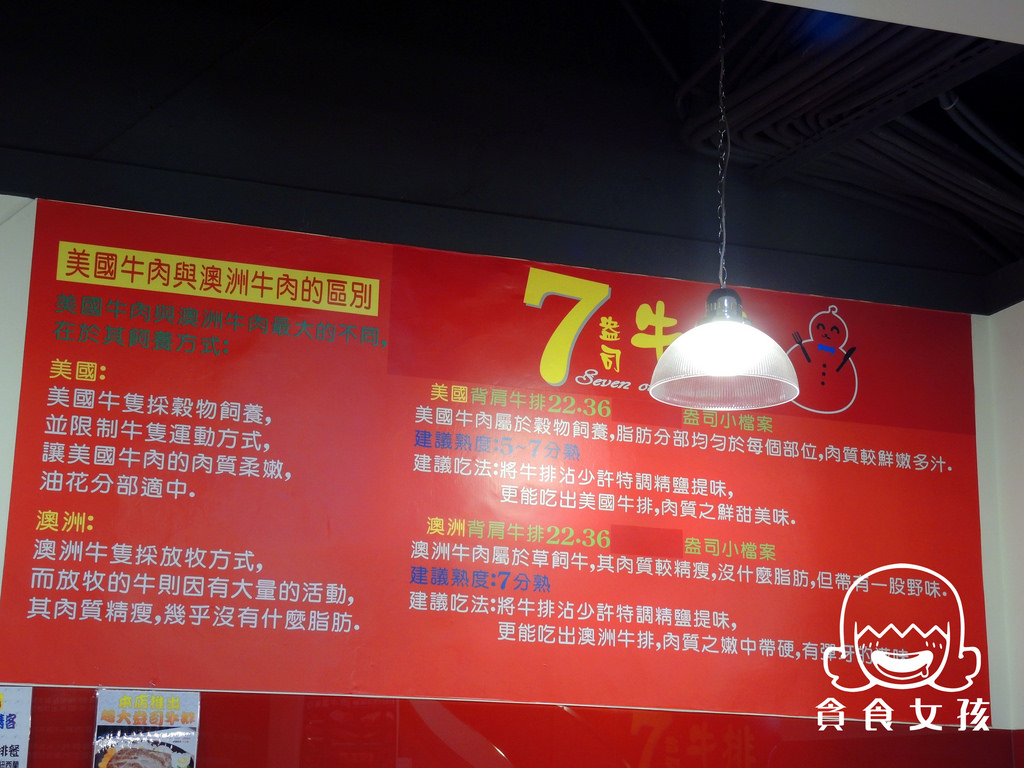 美國牛肉與澳洲牛肉的區別
美國牛肉與澳洲牛肉最大的不同,
在於其飼養方式:
美國:
美國牛隻採穀物飼養,
並限制牛隻運動方式,
讓美國牛肉的肉質柔嫩,
油花分部適中.
澳洲:
澳洲牛隻採放牧方式,
而放牧的牛則因有大量的活動,
其肉質精瘦,幾乎沒有什麼脂肪.
7盎司牛
Seven
美國背肩牛排22.36 盎司小檔案
美國牛肉屬於穀物飼養,脂肪分部均勻於每個部位,肉質較鮮嫩多汁.
建議熟度:5~7分熟
建議吃法:將牛排沾少許特調精鹽提味,
更能吃出美國牛排,肉質之鮮甜美味.
澳洲背肩牛排22.36 盎司小檔案
澳洲牛肉屬於草飼牛,其肉質較精瘦,沒什麼脂肪,但帶有一股野味.
建議熟度:7分熟
建議吃法:將牛排沾少許特調精鹽提味,
更能吃出澳洲牛排,肉質之嫩中帶硬,有彈牙的
本店推出
超大盎司牛排
貪食女孩